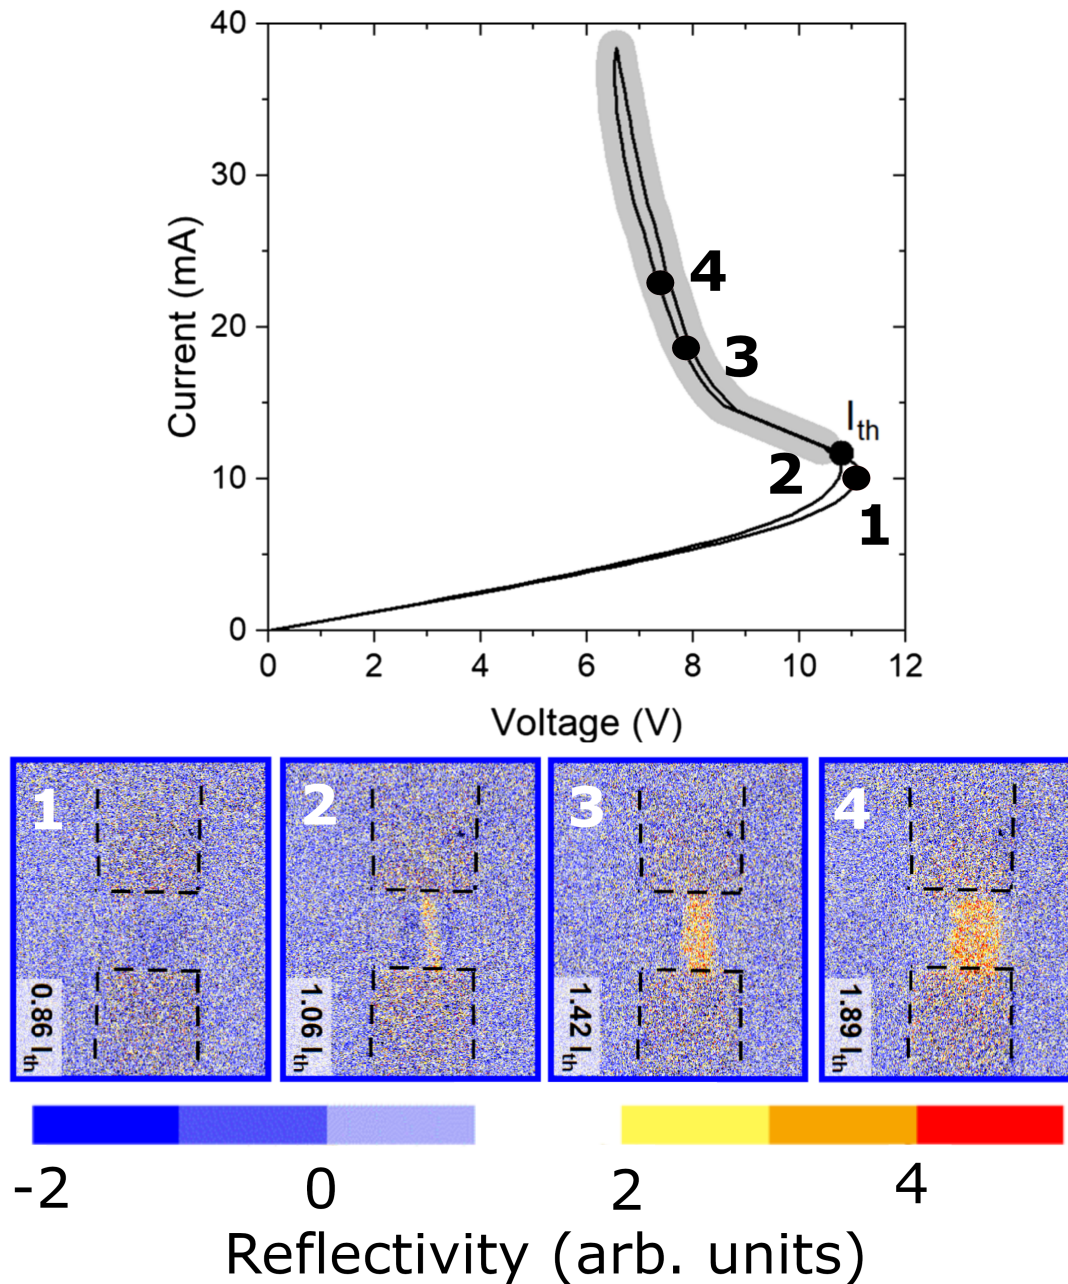 40
30
20
10
0
Current (mA)
4
3
I_th
2
1
0 2 4 6 8 10 12
Voltage (V)
1 2 3 4
0.86 I_th 1.06 I_th 1.42 I_th 1.89 I_th
-2 0 2 4
Reflectivity (arb. units)